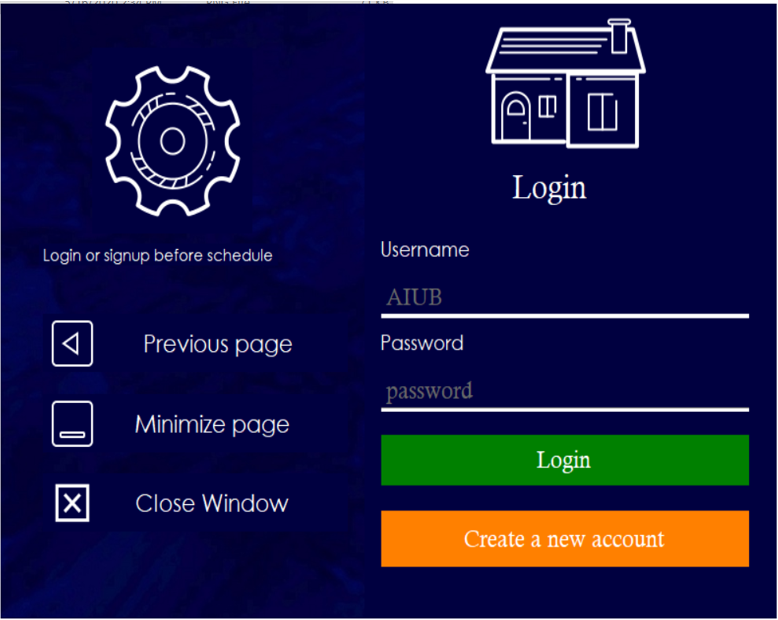 Login or signup before schedule
Previous page
Minimize page
Close Window
Login
Username
AIUB
Password
password
Login
Create a new account